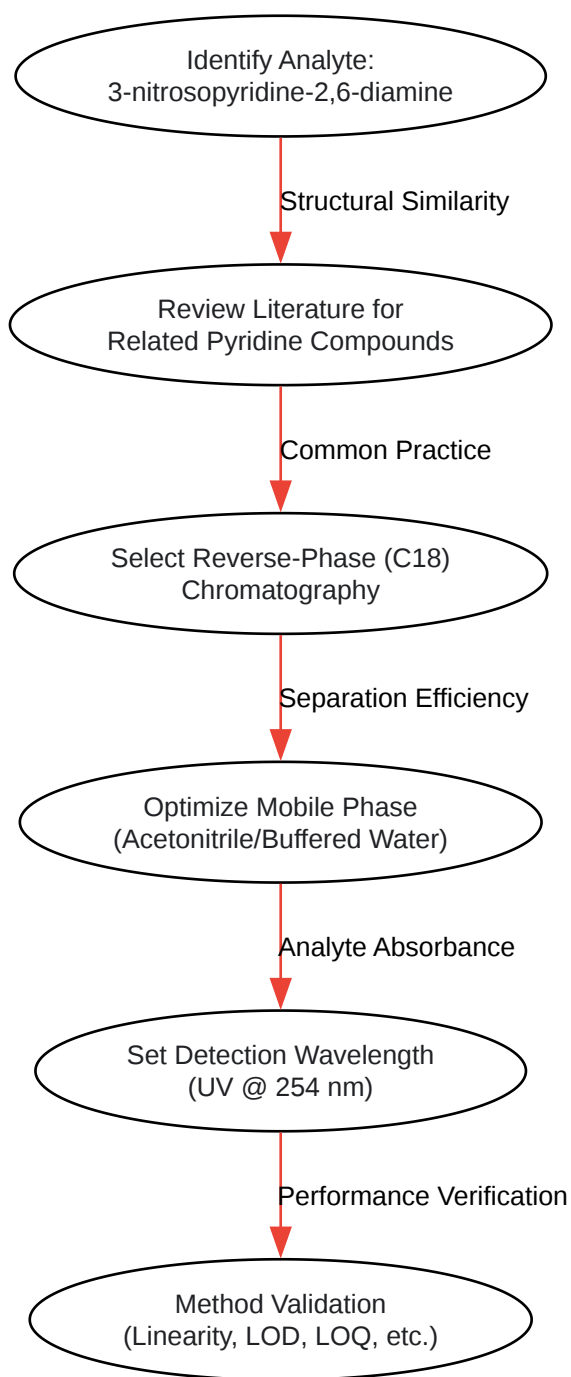 Identify Analyte:
3-nitrosopyridine-2,6-diamine
Structural Similarity
Review Literature for
Related Pyridine Compounds
Common Practice
Select Reverse-Phase (C18)
Chromatography
Separation Efficiency
Optimize Mobile Phase
(Acetonitrile/Buffered Water)
Analyte Absorbance
Set Detection Wavelength
(UV @ 254 nm)
Performance Verification
Method Validation
(Linearity, LOD, LOQ, etc.)